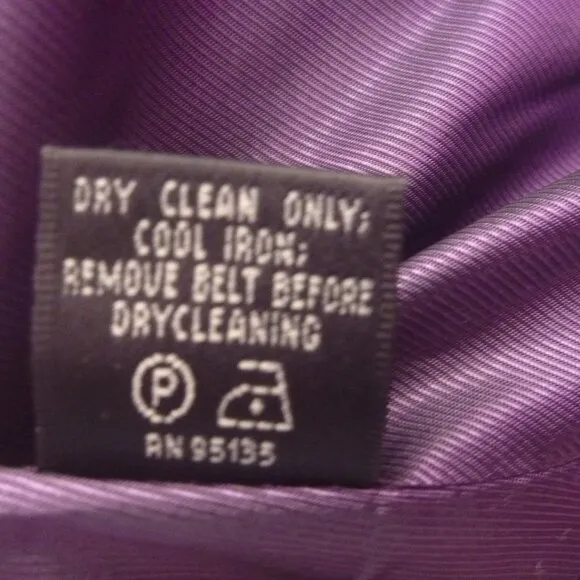 DRY CLEAN ONLY;
COOL IRON;
REMOVE BELT BEFORE
DRYCLEANING
P
RN 95135